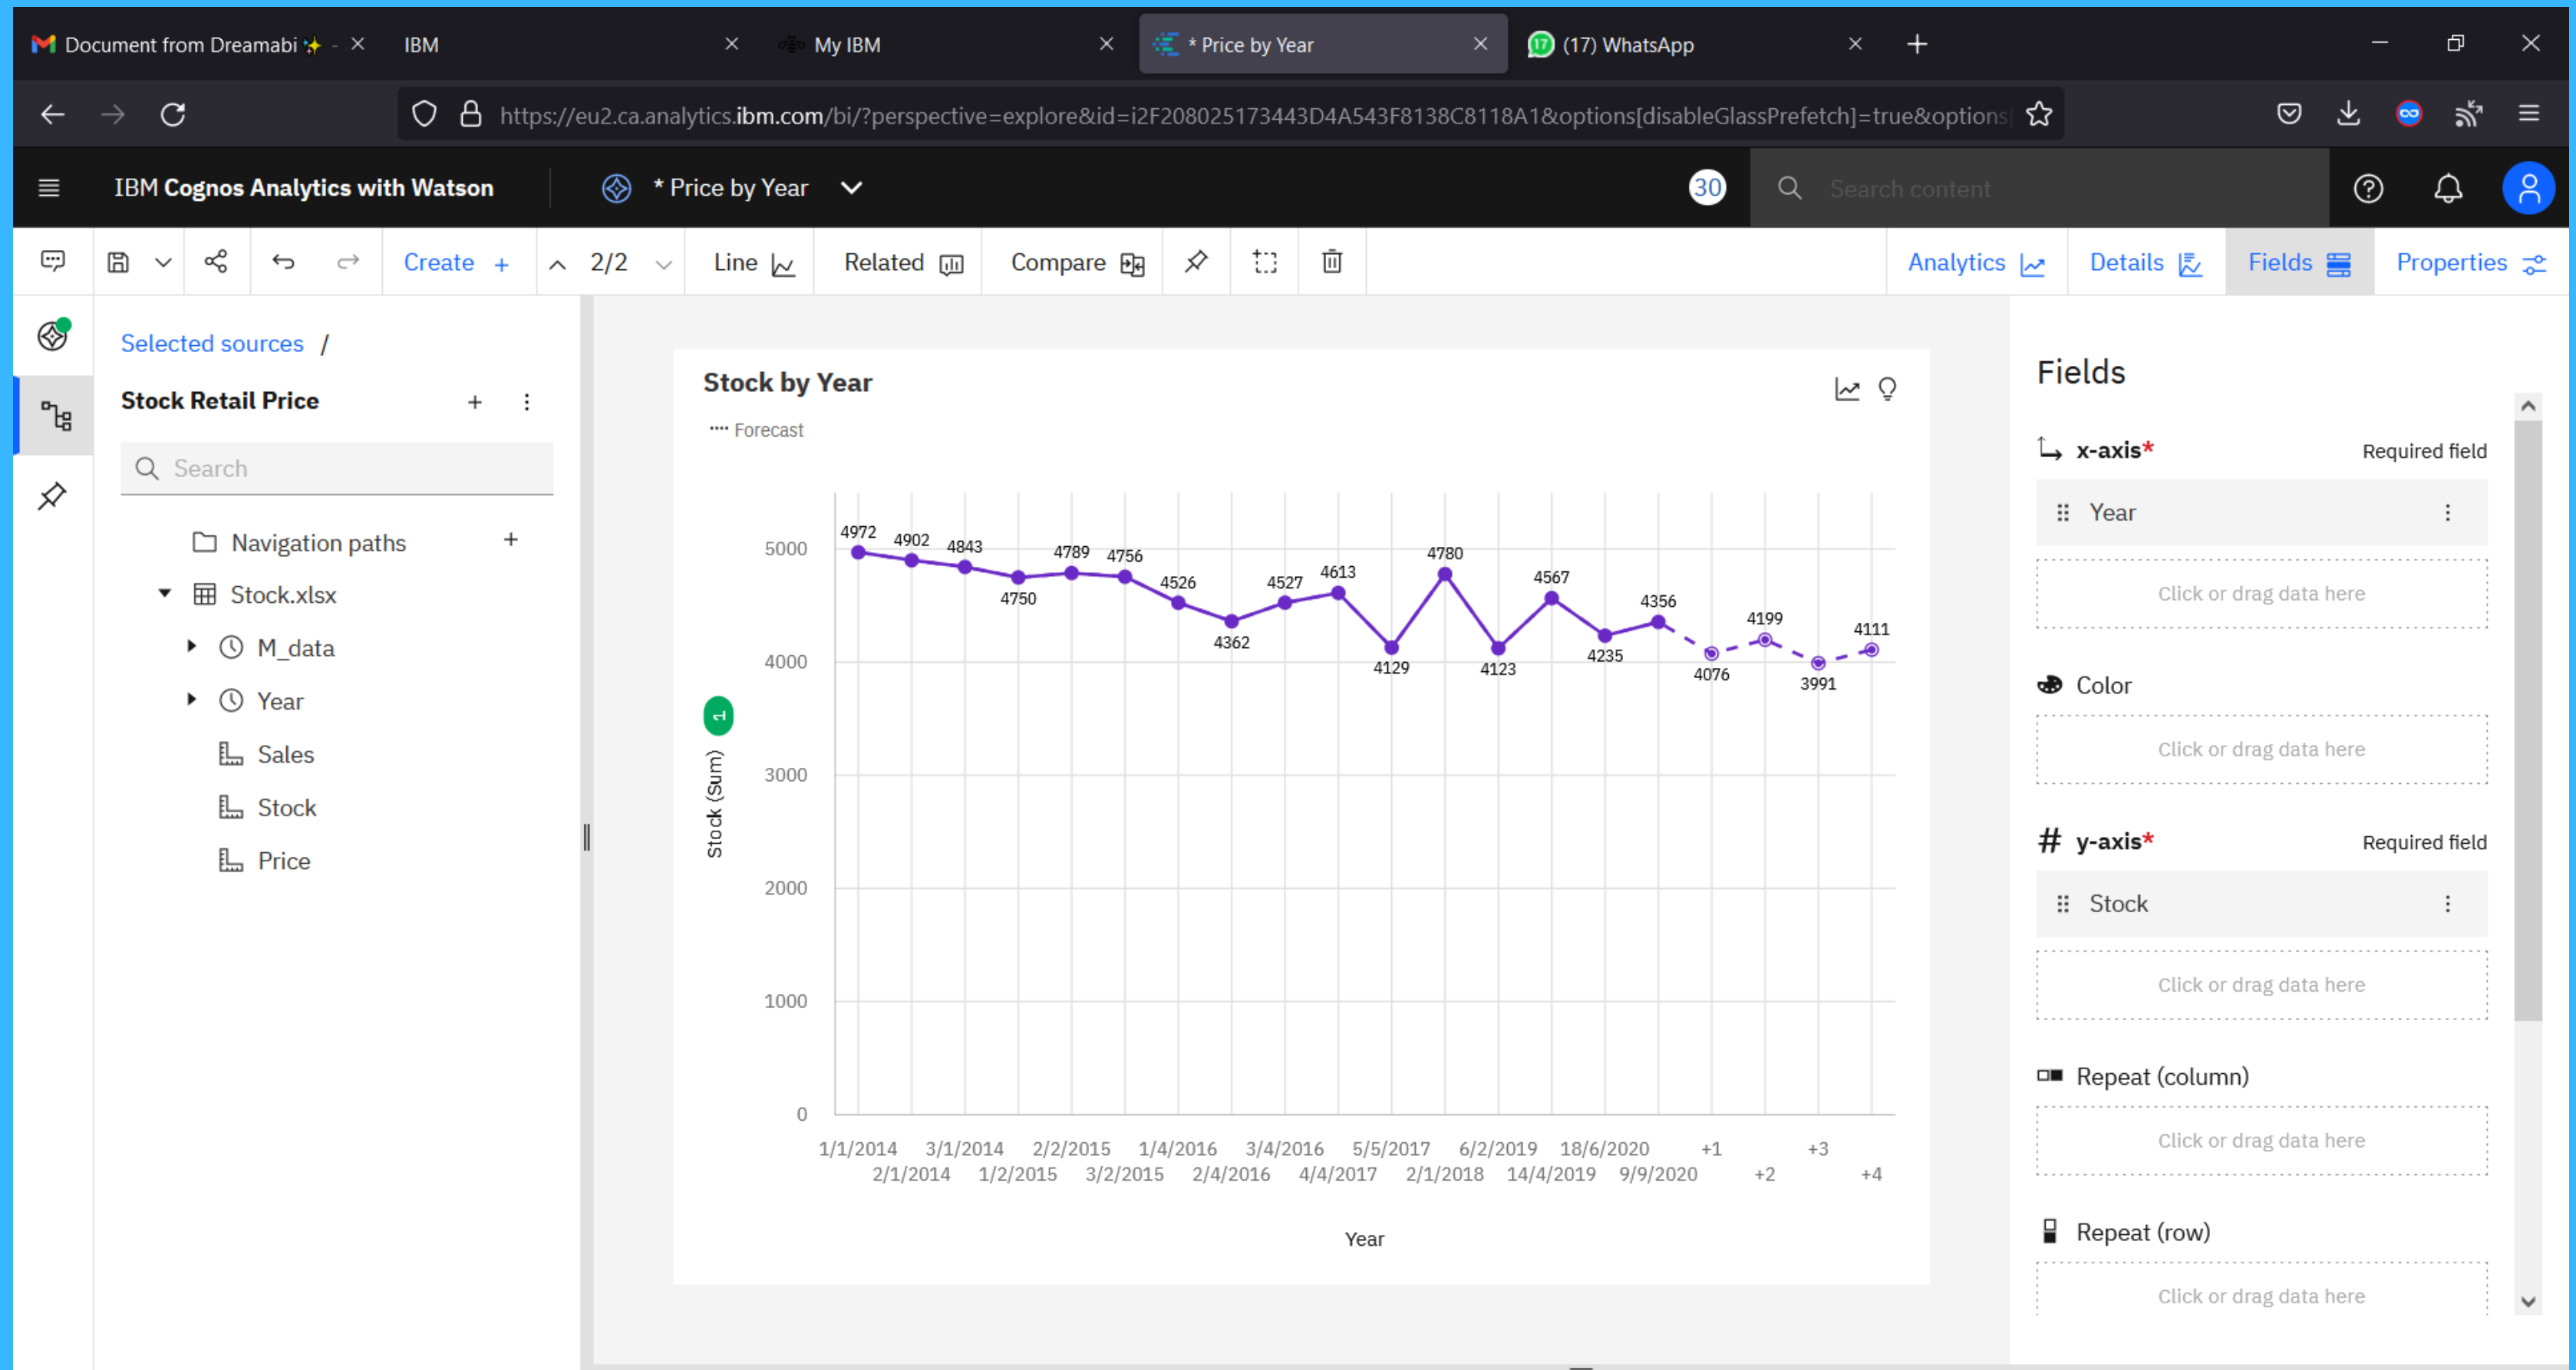 Document from Dreamabi ✨ -
IBM
My IBM
* Price by Year
17 (17) WhatsApp
https://eu2.ca.analytics.ibm.com/bi/?perspective=explore&id=i2F208025173443D4A543F8138C8118A1&options[disableGlassPrefetch]=true&options
IBM Cognos Analytics with Watson
* Price by Year
30
Search content
Create +
2/2
Line
Related
Compare
Analytics
Details
Fields
Properties
Selected sources /
Stock Retail Price
Search
Navigation paths
Stock.xlsx
M_data
Year
Sales
Stock
Price
Stock by Year
Forecast
5000
4000
3000
2000
1000
0
1
Stock (Sum)
4972
4902
4843
4750
4789
4756
4526
4362
4527
4613
4129
4780
4123
4567
4235
4356
4076
4199
3991
4111
1/1/2014 3/1/2014 2/2/2015 1/4/2016 3/4/2016 5/5/2017 6/2/2019 18/6/2020 +1 +3
2/1/2014 1/2/2015 3/2/2015 2/4/2016 4/4/2017 2/1/2018 14/4/2019 9/9/2020 +2 +4
Year
Fields
x-axis* Required field
Year
Click or drag data here
Color
Click or drag data here
# y-axis* Required field
Stock
Click or drag data here
Repeat (column)
Click or drag data here
Repeat (row)
Click or drag data here